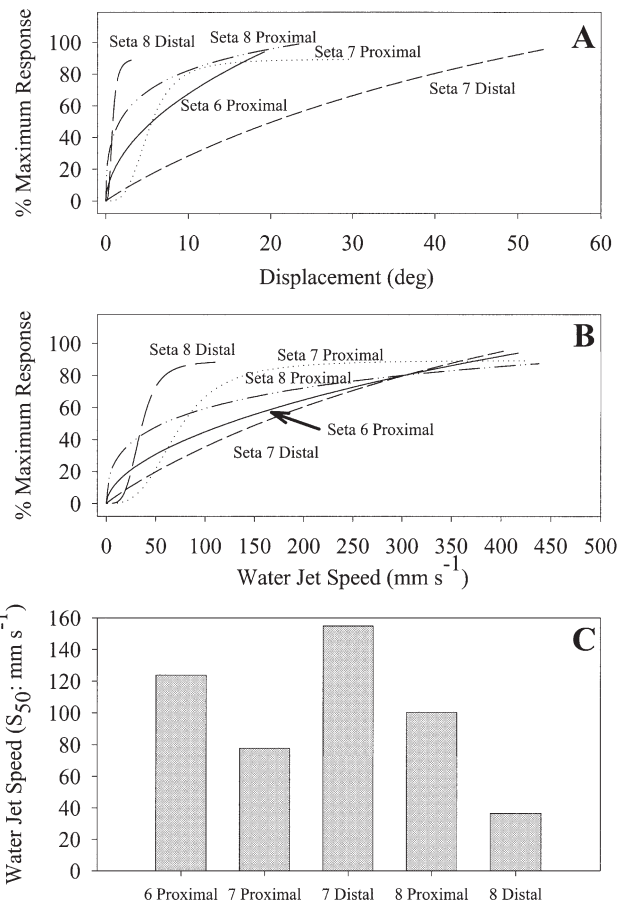 A
% Maximum Response
100
80
60
40
20
0
Seta 8 Distal
Seta 8 Proximal
Seta 7 Proximal
Seta 6 Proximal
Seta 7 Distal
0 10 20 30 40 50 60
Displacement (deg)
B
% Maximum Response
100
80
60
40
20
0
Seta 8 Distal
Seta 7 Proximal
Seta 8 Proximal
Seta 6 Proximal
Seta 7 Distal
0 50 100 150 200 250 300 350 400 450 500
Water Jet Speed (mm s-1)
C
Water Jet Speed (S50: mm s-1)
160
140
120
100
80
60
40
20
0
6 Proximal 7 Proximal 7 Distal 8 Proximal 8 Distal